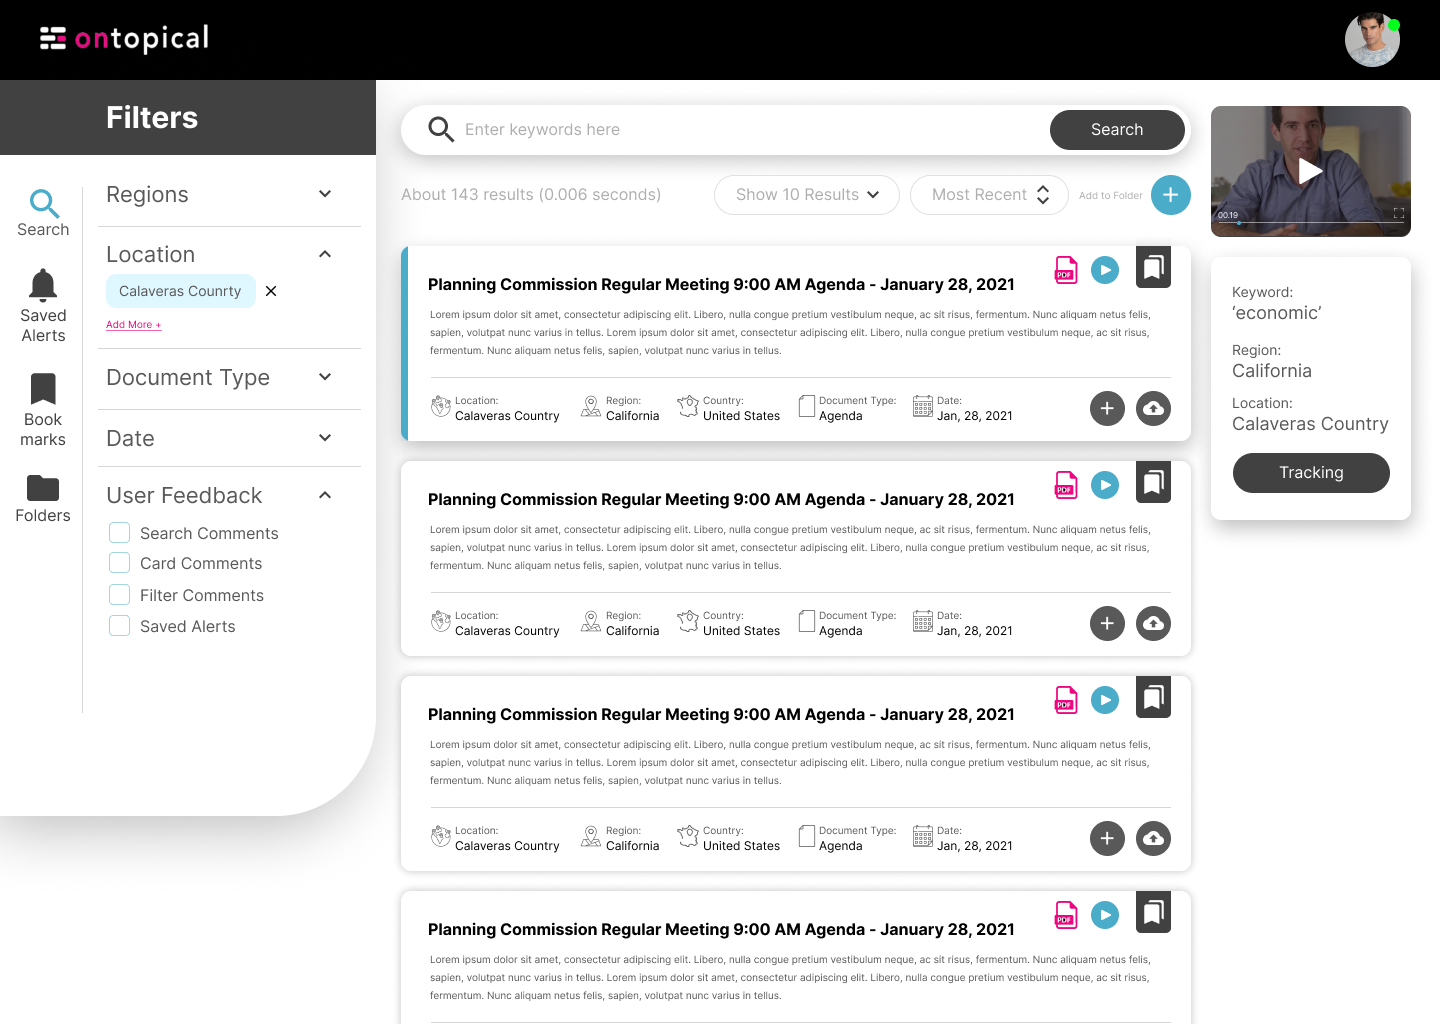 ontopical
Filters
Search
Saved
Alerts
Book
marks
Folders
Regions
Location
Calaveras Counrty
Add More +
Document Type
Date
User Feedback
Search Comments
Card Comments
Filter Comments
Saved Alerts
Enter keywords here
Search
About 143 results (0.006 seconds)
Show 10 Results
Most Recent
Add to Folder
Planning Commission Regular Meeting 9:00 AM Agenda - January 28, 2021
PDF
Lorem ipsum dolor sit amet, consectetur adipiscing elit. Libero, nulla congue pretium vestibulum neque, ac sit risus, fermentum. Nunc aliquam netus felis,
sapien, volutpat nunc varius in tellus. Lorem ipsum dolor sit amet, consectetur adipiscing elit. Libero, nulla congue pretium vestibulum neque, ac sit risus,
fermentum. Nunc aliquam netus felis, sapien, volutpat nunc varius in tellus.
Location:
Calaveras Country
Region:
California
Country:
United States
Document Type:
Agenda
Date:
Jan, 28, 2021
Planning Commission Regular Meeting 9:00 AM Agenda - January 28, 2021
PDF
Lorem ipsum dolor sit amet, consectetur adipiscing elit. Libero, nulla congue pretium vestibulum neque, ac sit risus, fermentum. Nunc aliquam netus felis,
sapien, volutpat nunc varius in tellus. Lorem ipsum dolor sit amet, consectetur adipiscing elit. Libero, nulla congue pretium vestibulum neque, ac sit risus,
fermentum. Nunc aliquam netus felis, sapien, volutpat nunc varius in tellus.
Location:
Calaveras Country
Region:
California
Country:
United States
Document Type:
Agenda
Date:
Jan, 28, 2021
Planning Commission Regular Meeting 9:00 AM Agenda - January 28, 2021
PDF
Lorem ipsum dolor sit amet, consectetur adipiscing elit. Libero, nulla congue pretium vestibulum neque, ac sit risus, fermentum. Nunc aliquam netus felis,
sapien, volutpat nunc varius in tellus. Lorem ipsum dolor sit amet, consectetur adipiscing elit. Libero, nulla congue pretium vestibulum neque, ac sit risus,
fermentum. Nunc aliquam netus felis, sapien, volutpat nunc varius in tellus.
Location:
Calaveras Country
Region:
California
Country:
United States
Document Type:
Agenda
Date:
Jan, 28, 2021
Planning Commission Regular Meeting 9:00 AM Agenda - January 28, 2021
PDF
Lorem ipsum dolor sit amet, consectetur adipiscing elit. Libero, nulla congue pretium vestibulum neque, ac sit risus, fermentum. Nunc aliquam netus felis,
sapien, volutpat nunc varius in tellus. Lorem ipsum dolor sit amet, consectetur adipiscing elit. Libero, nulla congue pretium vestibulum neque, ac sit risus,
fermentum. Nunc aliquam netus felis, sapien, volutpat nunc varius in tellus.
00.19
Keyword:
‘economic’
Region:
California
Location:
Calaveras Country
Tracking